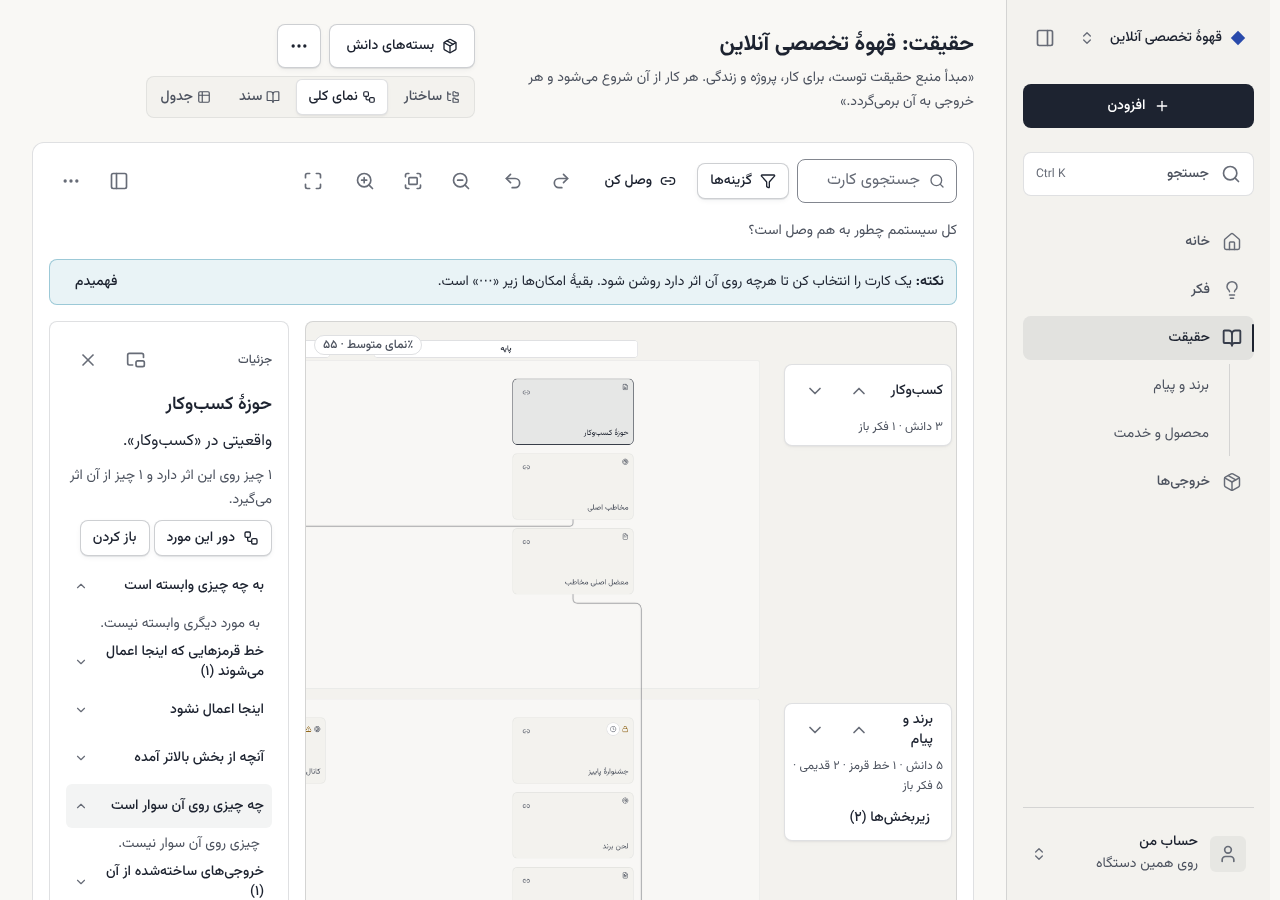 قهوهٔ تخصصی آنلاین
افزودن
جستجو
Ctrl K
خانه
فکر
حقیقت
برند و پیام
محصول و خدمت
خروجی‌ها
حساب من
روی همین دستگاه
حقیقت: قهوهٔ تخصصی آنلاین
«مبدأ منبع حقیقت توست، برای کار، پروژه و زندگی. هر کار از آن شروع می‌شود و هر
خروجی به آن برمی‌گردد.»
بسته‌های دانش
ساختار
نمای کلی
سند
جدول
جستجوی کارت
گزینه‌ها
وصل کن
کل سیستمم چطور به هم وصل است؟
نکته: یک کارت را انتخاب کن تا هرچه روی آن اثر دارد روشن شود. بقیهٔ امکان‌ها زیر «⋯» است.
فهمیدم
کسب‌وکار
۳ دانش · ۱ فکر باز
برند و
پیام
۵ دانش · ۱ خط قرمز · ۲ قدیمی ·
۵ فکر باز
زیربخش‌ها (۲)
پایه
نمای متوسط · ۵۵٪
حوزهٔ کسب‌وکار
مخاطب اصلی
معضل اصلی مخاطب
جشنوارهٔ پاییز
کانال
لحن برند
جزئیات
حوزهٔ کسب‌وکار
واقعیتی در «کسب‌وکار».
۱ چیز روی این اثر دارد و ۱ چیز از آن اثر
می‌گیرد.
دور این مورد
باز کردن
به چه چیزی وابسته است
به مورد دیگری وابسته نیست.
خط قرمزهایی که اینجا اعمال
می‌شوند (۱)
اینجا اعمال نشود
آنچه از بخش بالاتر آمده
چه چیزی روی آن سوار است
چیزی روی آن سوار نیست.
خروجی‌های ساخته‌شده از آن
(۱)